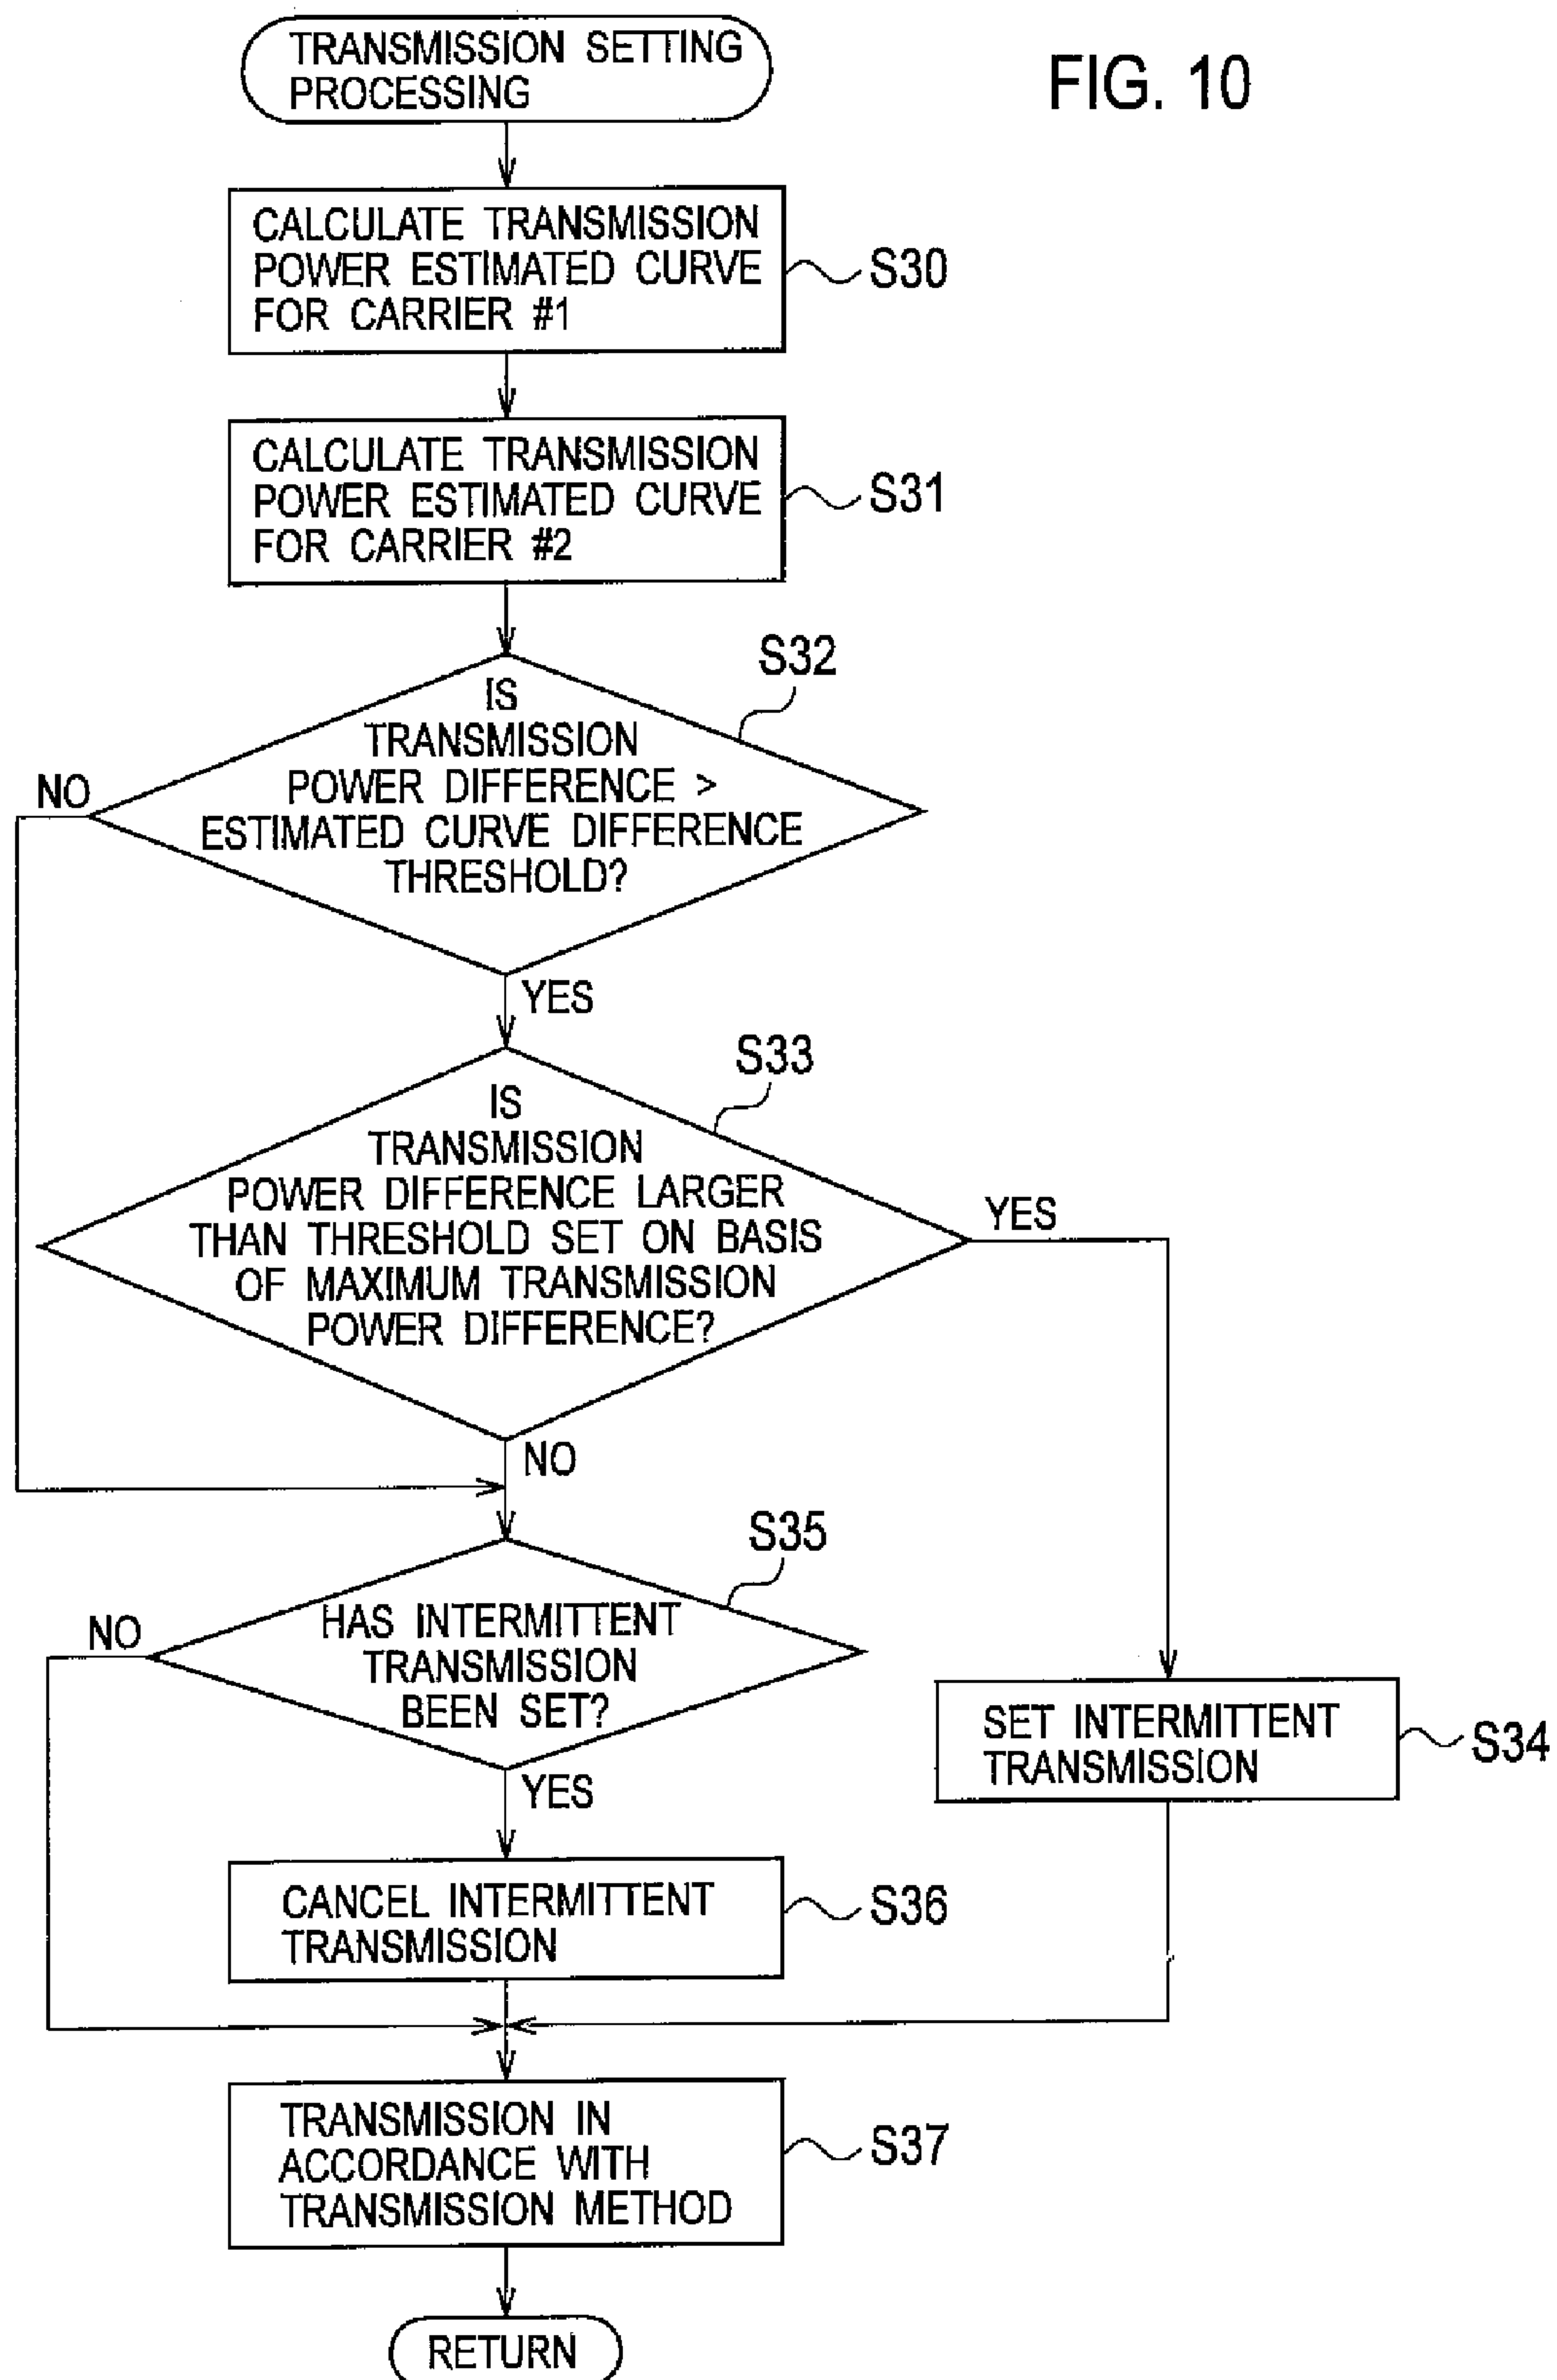 TRANSMISSION SETTING
PROCESSING
FIG. 10
CALCULATE TRANSMISSION
POWER ESTIMATED CURVE
FOR CARRIER #1
S30
CALCULATE TRANSMISSION
POWER ESTIMATED CURVE
FOR CARRIER #2
S31
S32
IS
TRANSMISSION
POWER DIFFERENCE >
ESTIMATED CURVE DIFFERENCE
THRESHOLD?
NO
YES
S33
IS
TRANSMISSION
POWER DIFFERENCE LARGER
THAN THRESHOLD SET ON BASIS
OF MAXIMUM TRANSMISSION
POWER DIFFERENCE?
YES
NO
S35
HAS INTERMITTENT
TRANSMISSION
BEEN SET?
NO
YES
SET INTERMITTENT
TRANSMISSION
S34
CANCEL INTERMITTENT
TRANSMISSION
S36
TRANSMISSION IN
ACCORDANCE WITH
TRANSMISSION METHOD
S37
RETURN